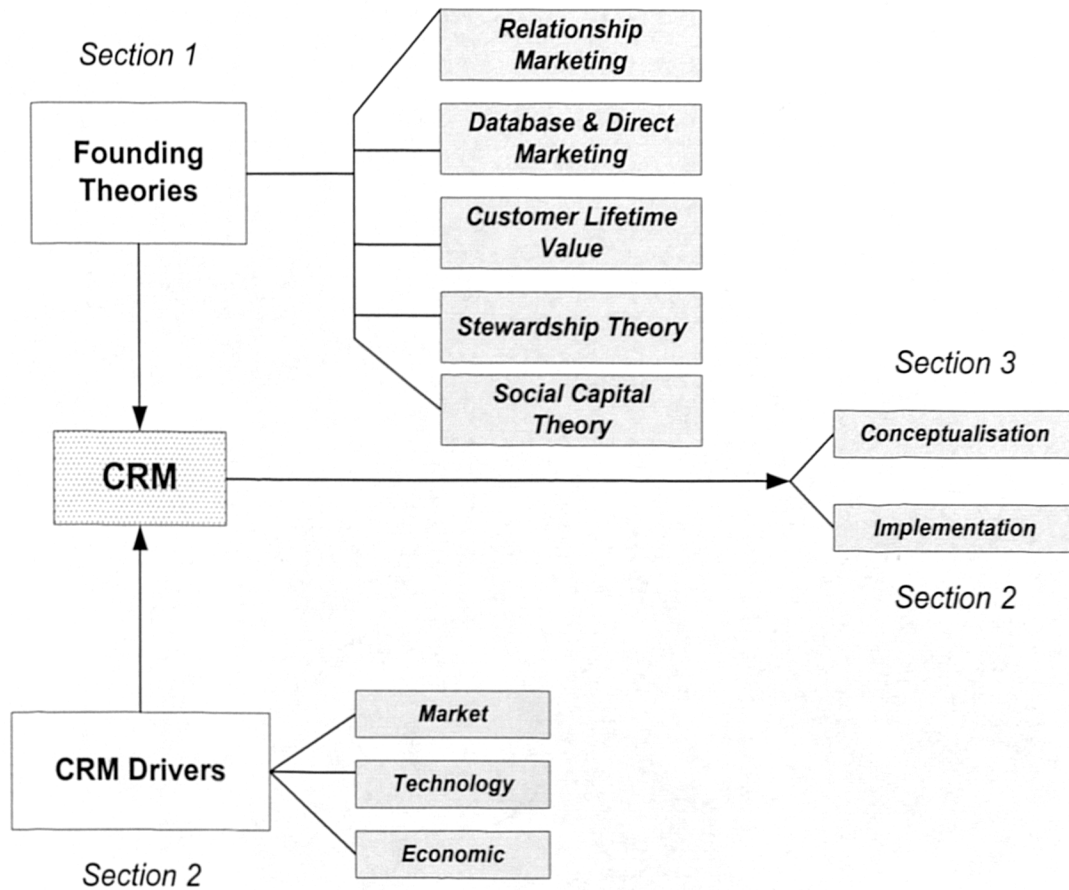 Section 1
Founding
Theories
Relationship
Marketing
Database & Direct
Marketing
Customer Lifetime
Value
Stewardship Theory
Social Capital
Theory
CRM
Section 3
Conceptualisation
Implementation
Section 2
CRM Drivers
Market
Technology
Economic
Section 2